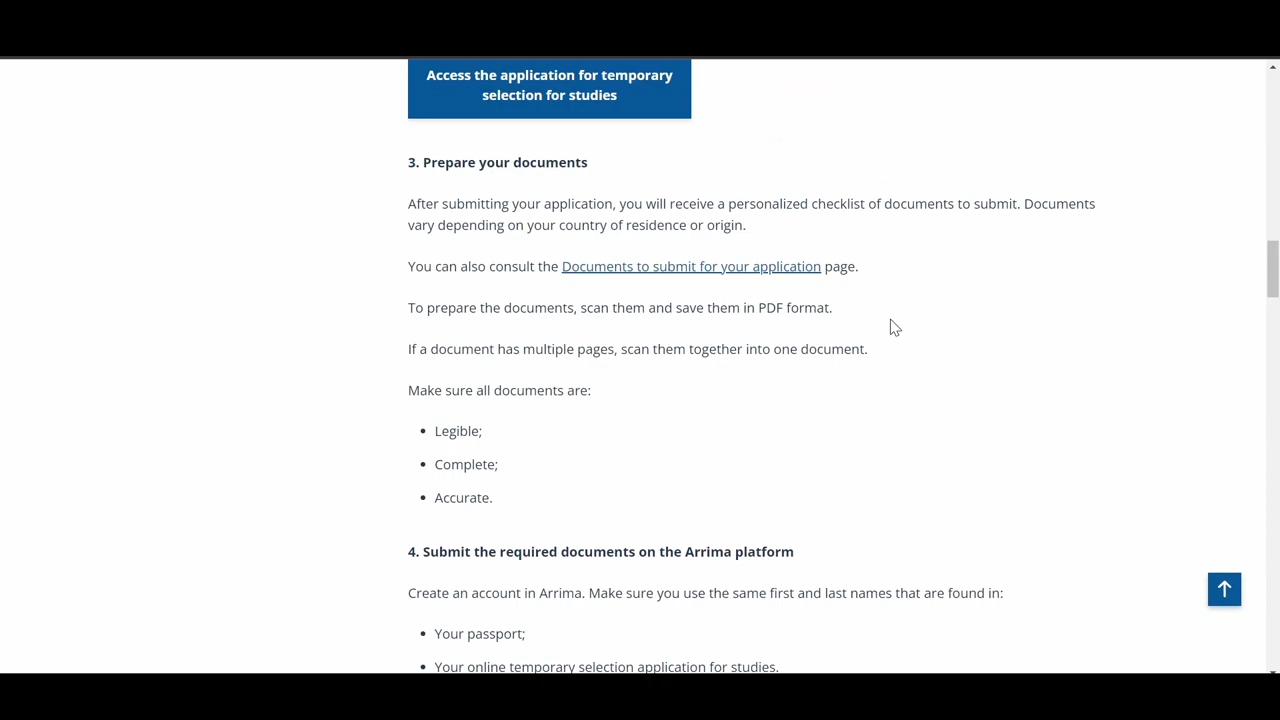 Access the application for temporary
selection for studies
3. Prepare your documents
After submitting your application, you will receive a personalized checklist of documents to submit. Documents
vary depending on your country of residence or origin.
You can also consult the Documents to submit for your application page.
To prepare the documents, scan them and save them in PDF format.
If a document has multiple pages, scan them together into one document.
Make sure all documents are:
• Legible;
• Complete;
• Accurate.
4. Submit the required documents on the Arrima platform
Create an account in Arrima. Make sure you use the same first and last names that are found in:
• Your passport;
• Your online temporary selection application for studies.